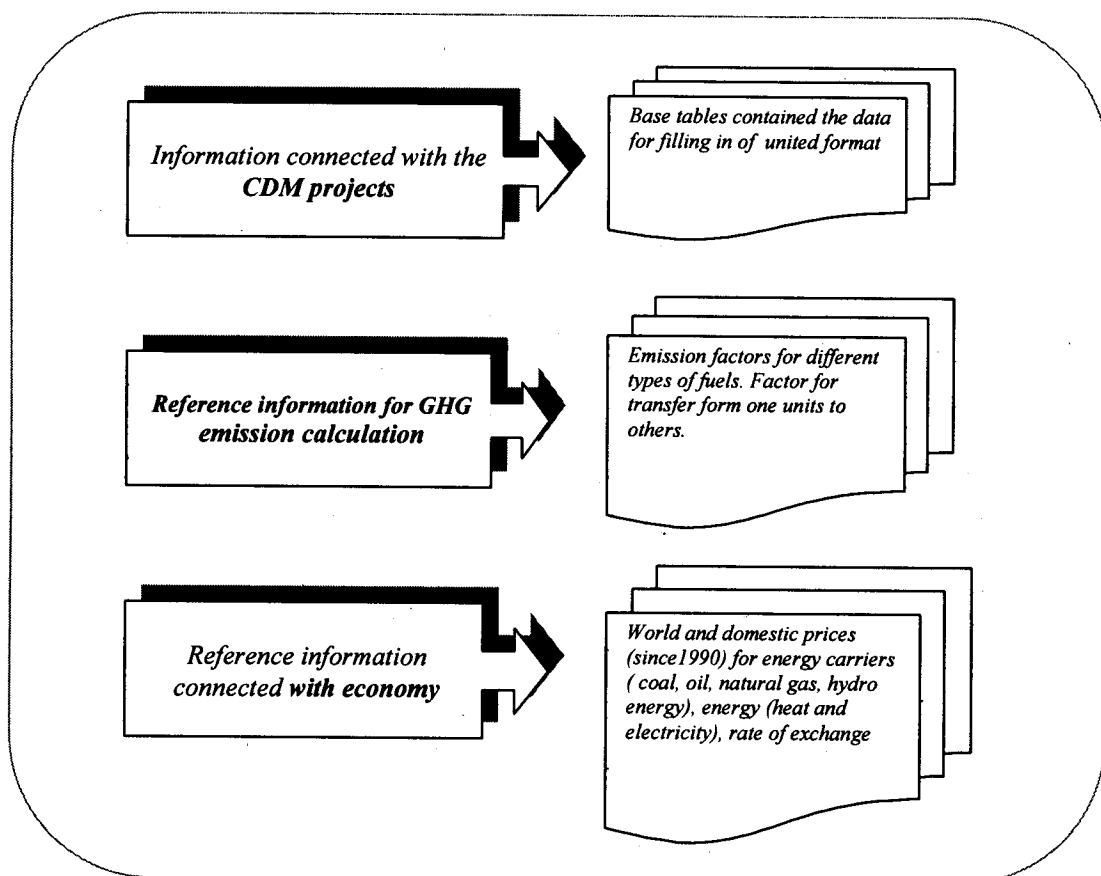 Information connected with the
CDM projects
Base tables contained the data
for filling in of united format
Reference information for GHG
emission calculation
Emission factors for different
types of fuels. Factor for
transfer form one units to
others.
Reference information
connected with economy
World and domestic prices
(since1990) for energy carriers
( coal, oil, natural gas, hydro
energy), energy (heat and
electricity), rate of exchange